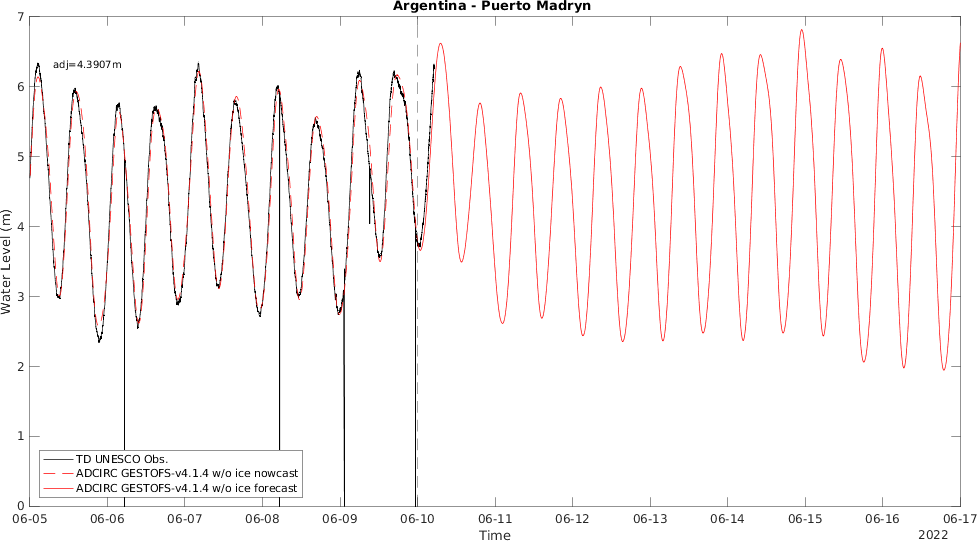 Argentina - Puerto Madryn
7
adj=4.3907m
6
5
4
Water Level (m)
3
2
1
TD UNESCO Obs.
ADCIRC GESTOFS-v4.1.4 w/o ice nowcast
ADCIRC GESTOFS-v4.1.4 w/o ice forecast
0
06-05 06-06 06-07 06-08 06-09 06-10 06-11 06-12 06-13 06-14 06-15 06-16 06-17
Time
2022